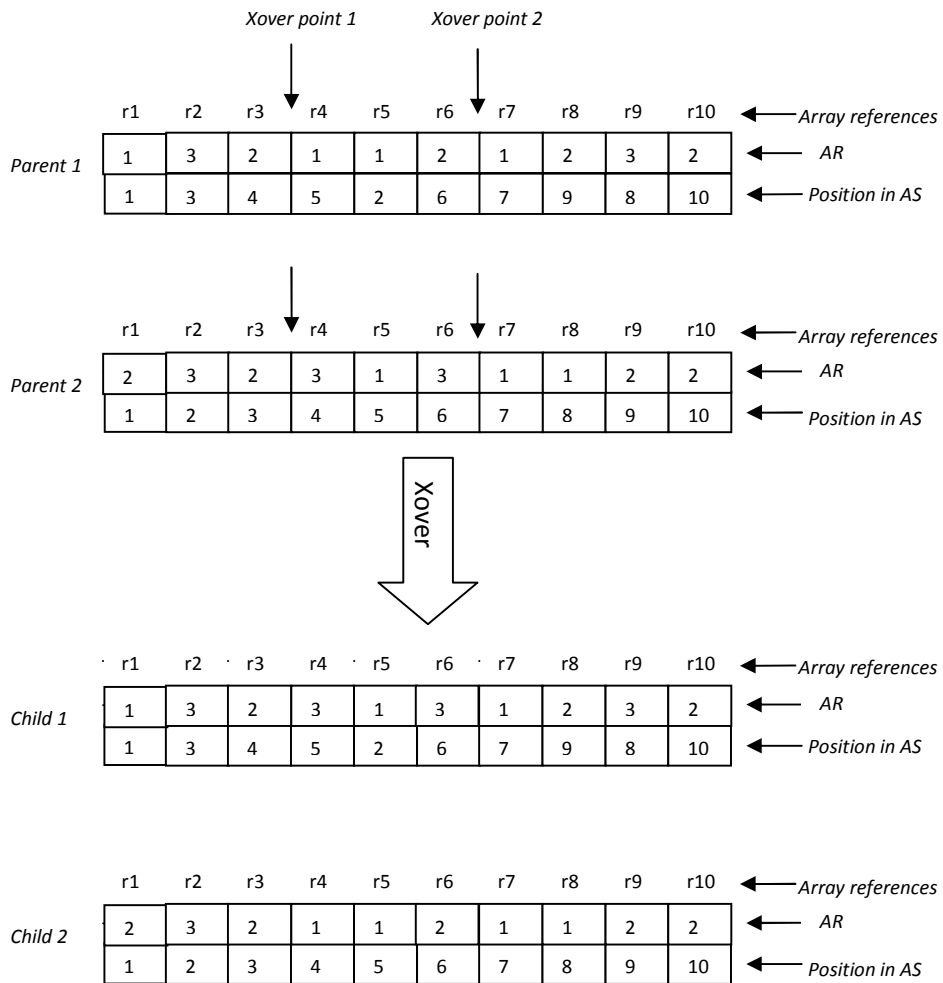 Xover point 1 Xover point 2
r1 r2 r3 r4 r5 r6 r7 r8 r9 r10 Array references
Parent 1 1 3 2 1 1 2 1 2 3 2 AR
1 3 4 5 2 6 7 9 8 10 Position in AS
r1 r2 r3 r4 r5 r6 r7 r8 r9 r10 Array references
Parent 2 2 3 2 3 1 3 1 1 2 2 AR
1 2 3 4 5 6 7 8 9 10 Position in AS
Xover
r1 r2 r3 r4 r5 r6 r7 r8 r9 r10 Array references
Child 1 1 3 2 3 1 3 1 2 3 2 AR
1 3 4 5 2 6 7 9 8 10 Position in AS
r1 r2 r3 r4 r5 r6 r7 r8 r9 r10 Array references
Child 2 2 3 2 1 1 2 1 1 2 2 AR
1 2 3 4 5 6 7 8 9 10 Position in AS